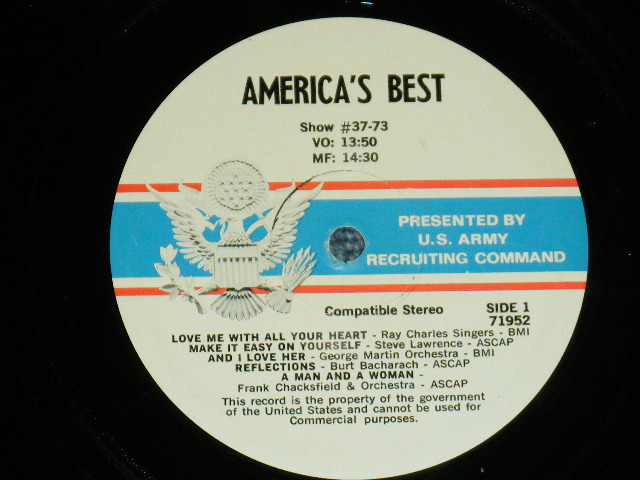 AMERICA'S BEST
Show #37-73
VO: 13:50
MF: 14:30
PRESENTED BY
U.S. ARMY
RECRUITING COMMAND
Compatible Stereo
SIDE 1
71952
LOVE ME WITH ALL YOUR HEART - Ray Charles Singers - BMI
MAKE IT EASY ON YOURSELF - Steve Lawrence - ASCAP
AND I LOVE HER - George Martin Orchestra - BMI
REFLECTIONS - Burt Bacharach - ASCAP
A MAN AND A WOMAN -
Frank Chacksfield & Orchestra - ASCAP
This record is the property of the government
of the United States and cannot be used for
Commercial purposes.